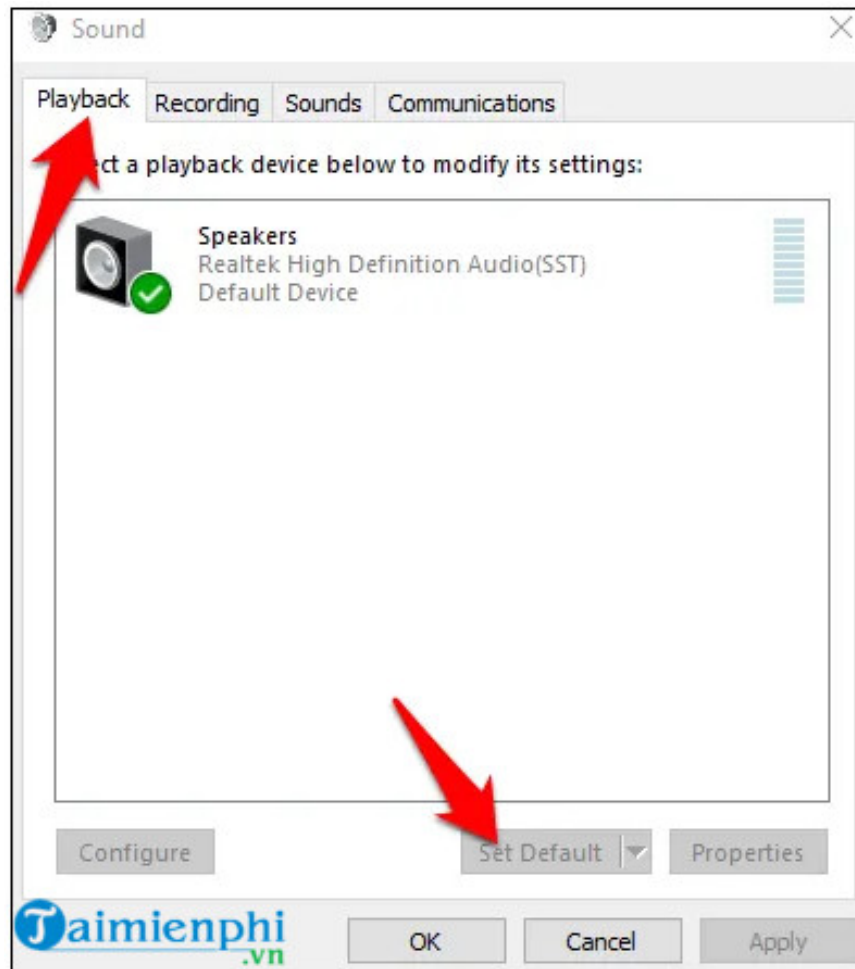 Sound
Playback Recording Sounds Communications
ect a playback device below to modify its settings:
Speakers
Realtek High Definition Audio(SST)
Default Device
Configure Set Default Properties
Taimienphi
.vn
OK Cancel Apply